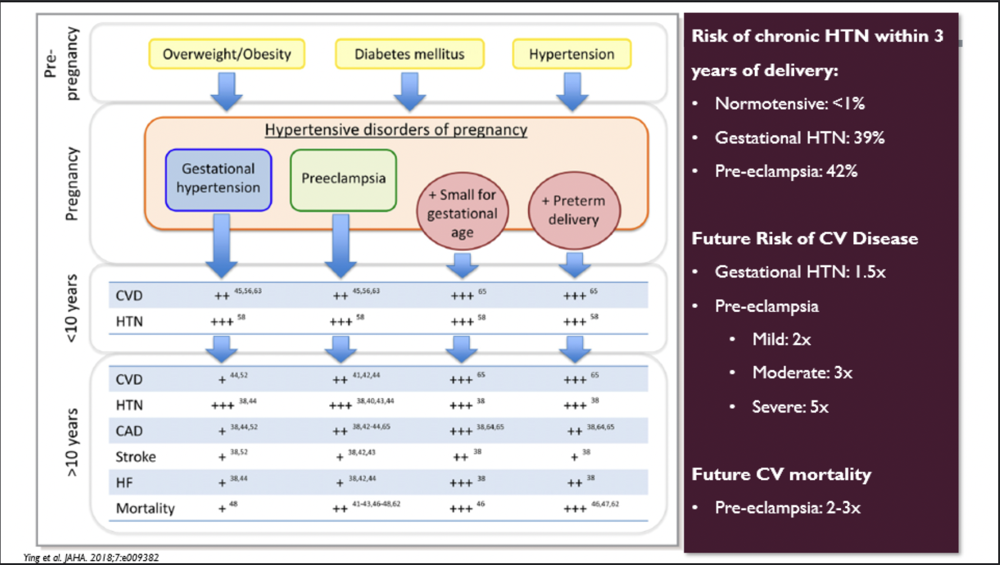 Pre-
pregnancy
Overweight/Obesity
Diabetes mellitus
Hypertension
Pregnancy
Hypertensive disorders of pregnancy
Gestational
hypertension
Preeclampsia
+ Small for
gestational
age
+ Preterm
delivery
<10 years
CVD ++ 45,56,63 ++ 45,56,63 +++ 65 +++ 65
HTN +++ 58 +++ 58 +++ 58 +++ 58
>10 years
CVD + 44,52 ++ 41,42,44 +++ 65 +++ 65
HTN +++ 38,44 +++ 38,40,43,44 +++ 38 +++ 38
CAD + 38,44,52 ++ 38,42-44,65 +++ 38,64,65 ++ 38,64,65
Stroke + 38,52 + 38,42,43 ++ 38 + 38
HF + 38,44 + 38,42,44 +++ 38 ++ 38
Mortality + 48 ++ 41-43,46-48,62 +++ 46 +++ 46,47,62
Ying et al. JAHA. 2018;7:e009382
Risk of chronic HTN within 3
years of delivery:
• Normotensive: <1%
• Gestational HTN: 39%
• Pre-eclampsia: 42%
Future Risk of CV Disease
• Gestational HTN: 1.5x
• Pre-eclampsia
• Mild: 2x
• Moderate: 3x
• Severe: 5x
Future CV mortality
• Pre-eclampsia: 2-3x